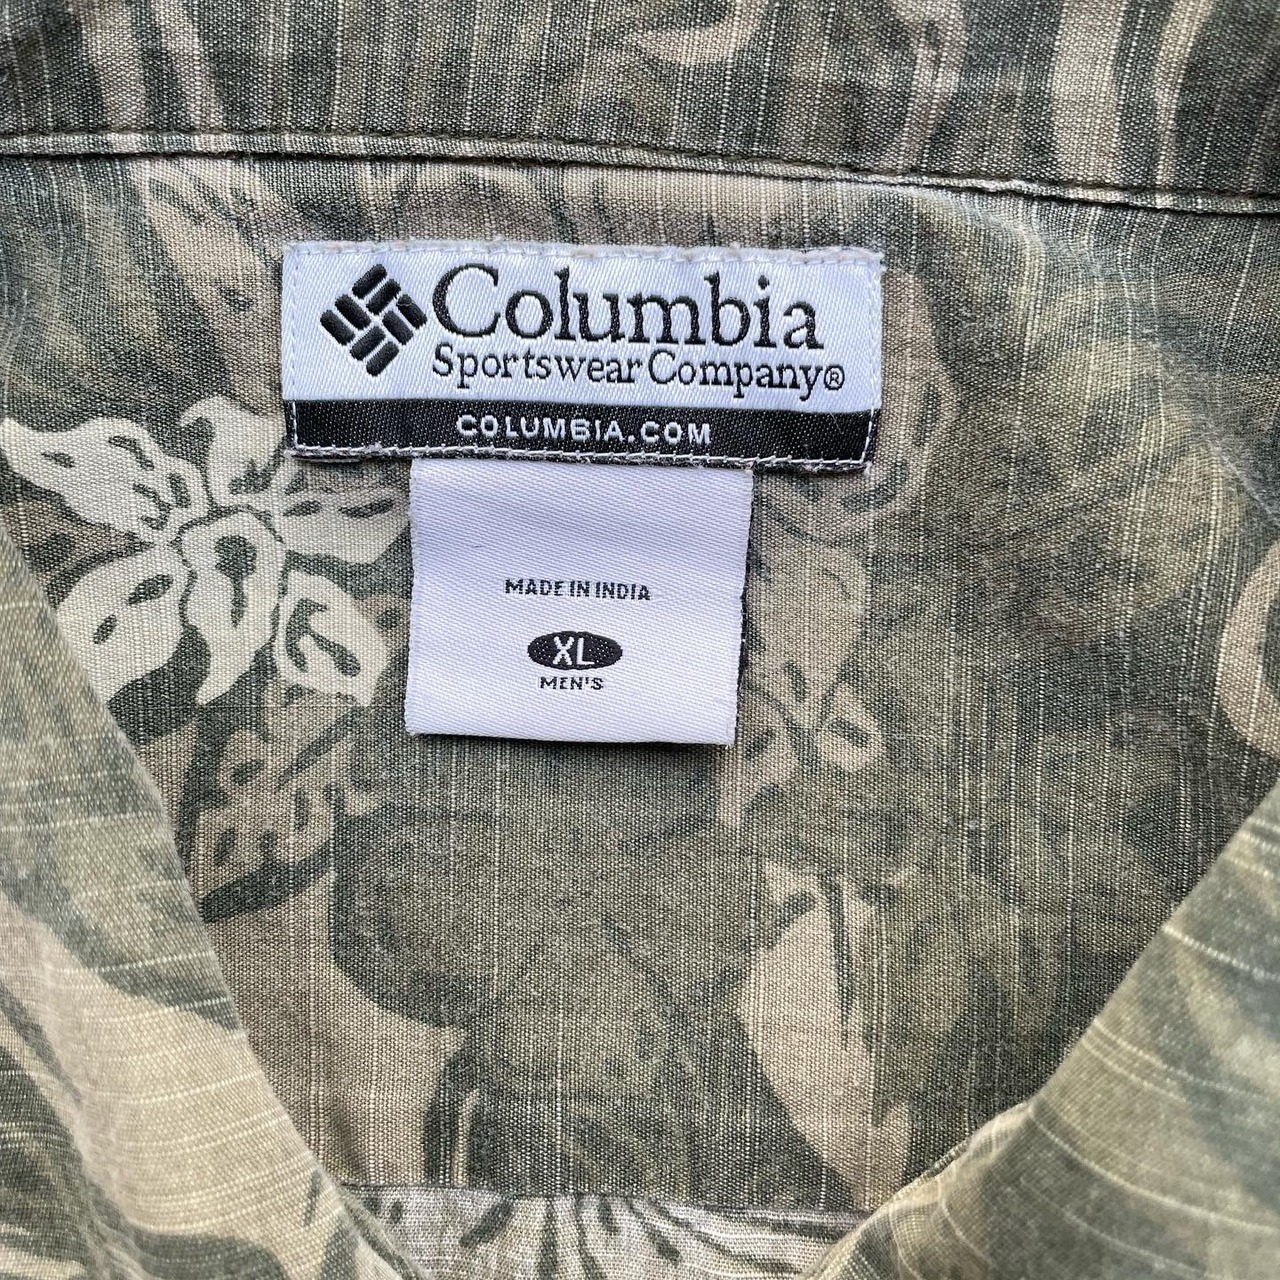 Columbia
Sportswear Company®
COLUMBIA.COM
MADE IN INDIA
XL
MEN'S